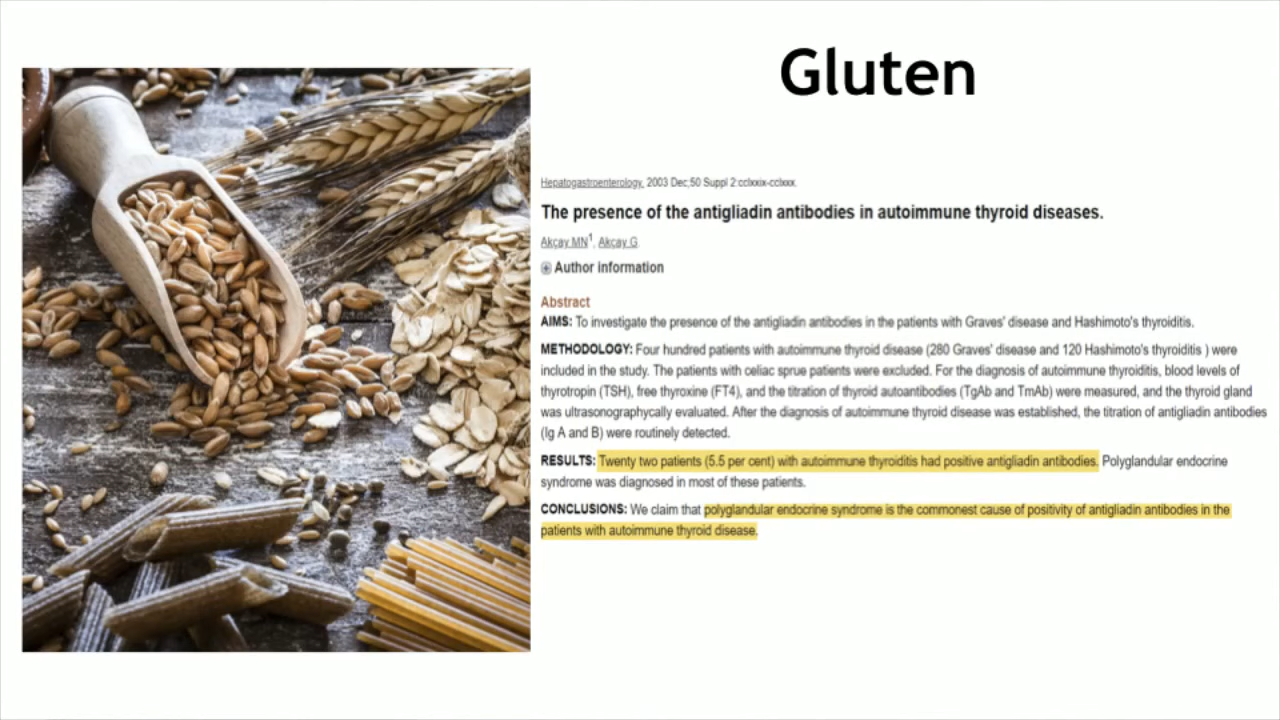 Gluten
Hepatogastroenterology. 2003 Dec;50 Suppl 2:cclxxix-cclxxx.
The presence of the antigliadin antibodies in autoimmune thyroid diseases.
Akçay MN1, Akçay G.
Author information
Abstract
AIMS: To investigate the presence of the antigliadin antibodies in the patients with Graves' disease and Hashimoto's thyroiditis.
METHODOLOGY: Four hundred patients with autoimmune thyroid disease (280 Graves' disease and 120 Hashimoto's thyroiditis ) were
included in the study. The patients with celiac sprue patients were excluded. For the diagnosis of autoimmune thyroiditis, blood levels of
thyrotropin (TSH), free thyroxine (FT4), and the titration of thyroid autoantibodies (TgAb and TmAb) were measured, and the thyroid gland
was ultrasonographycally evaluated. After the diagnosis of autoimmune thyroid disease was established, the titration of antigliadin antibodies
(Ig A and B) were routinely detected.
RESULTS: Twenty two patients (5.5 per cent) with autoimmune thyroiditis had positive antigliadin antibodies. Polyglandular endocrine
syndrome was diagnosed in most of these patients.
CONCLUSIONS: We claim that polyglandular endocrine syndrome is the commonest cause of positivity of antigliadin antibodies in the
patients with autoimmune thyroid disease.